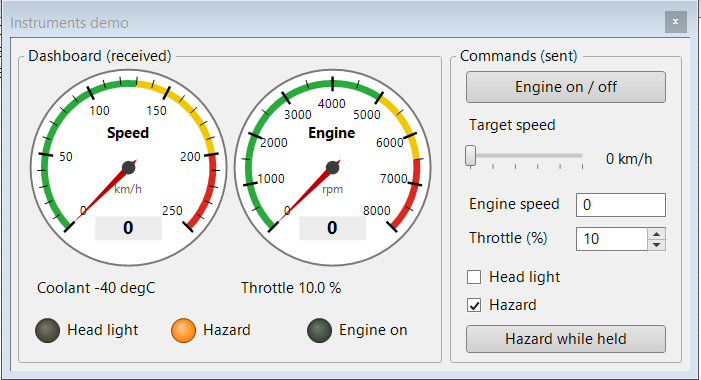 Instruments demo
x
Dashboard (received)
0
50
100
150
200
250
Speed
km/h
0
0
1000
2000
3000
4000
5000
6000
7000
8000
Engine
rpm
0
Coolant -40 degC
Throttle 10.0 %
Head light
Hazard
Engine on
Commands (sent)
Engine on / off
Target speed
0 km/h
Engine speed 0
Throttle (%) 10
Head light
Hazard
Hazard while held